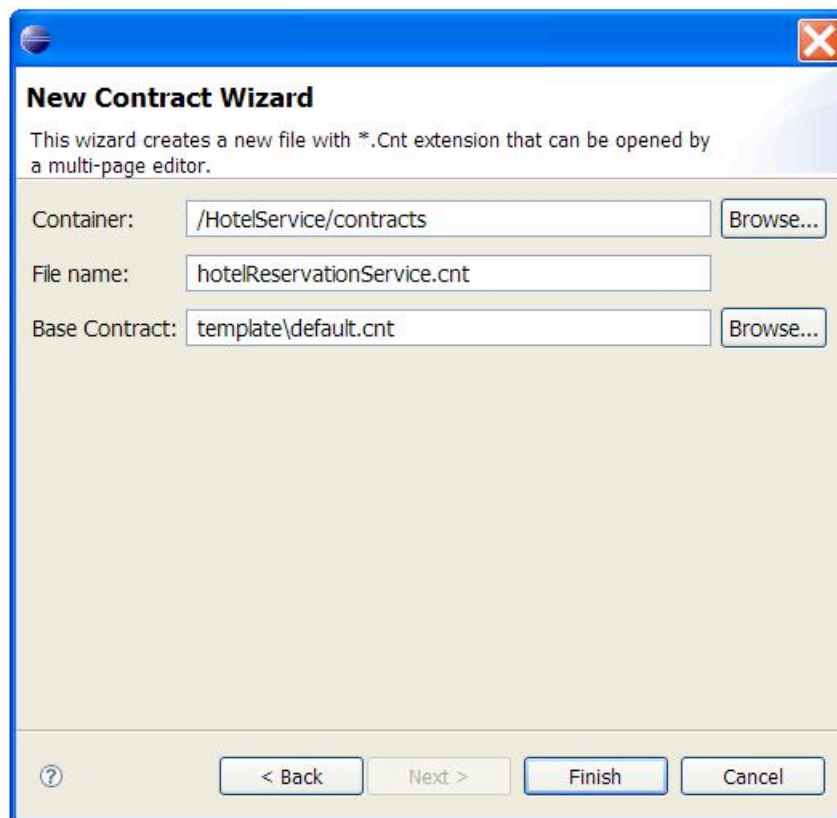 New Contract Wizard
This wizard creates a new file with *.Cnt extension that can be opened by
a multi-page editor.
Container: /HotelService/contracts Browse...
File name: hotelReservationService.cnt
Base Contract: template\default.cnt Browse...
? < Back Next > Finish Cancel